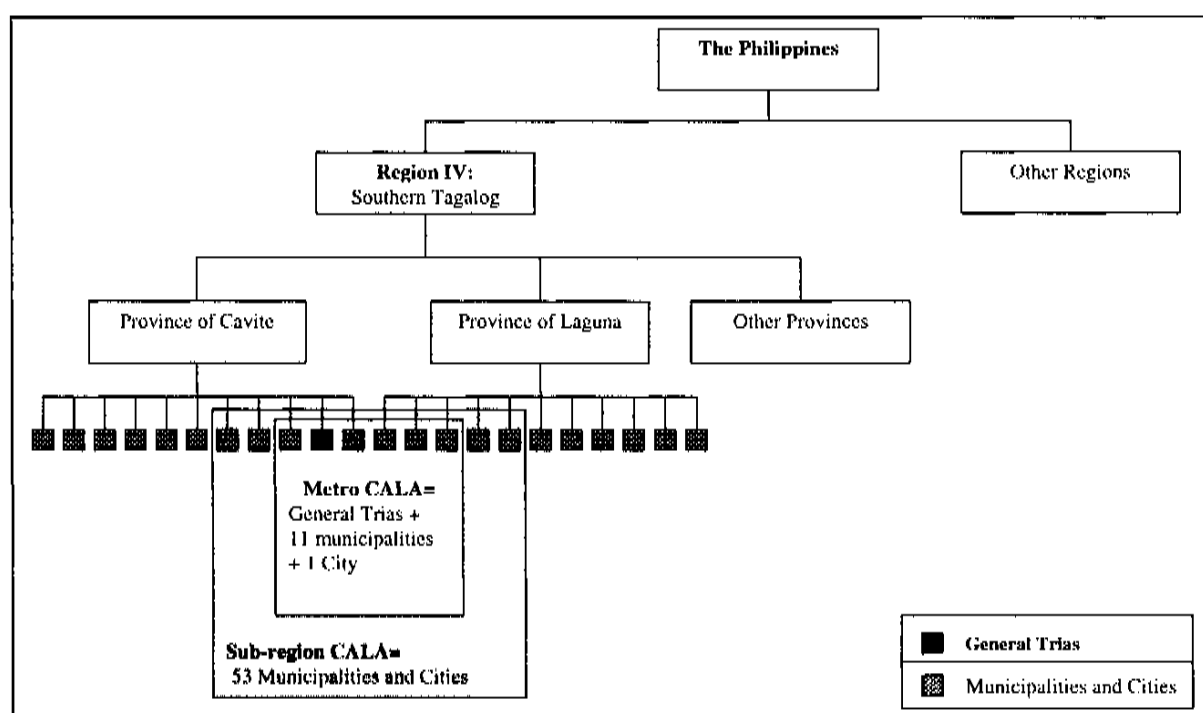 The Philippines
Region IV:
Southern Tagalog
Other Regions
Province of Cavite
Province of Laguna
Other Provinces
Metro CALA=
General Trias +
11 municipalities
+ 1 City
Sub-region CALA=
53 Municipalities and Cities
General Trias
Municipalities and Cities